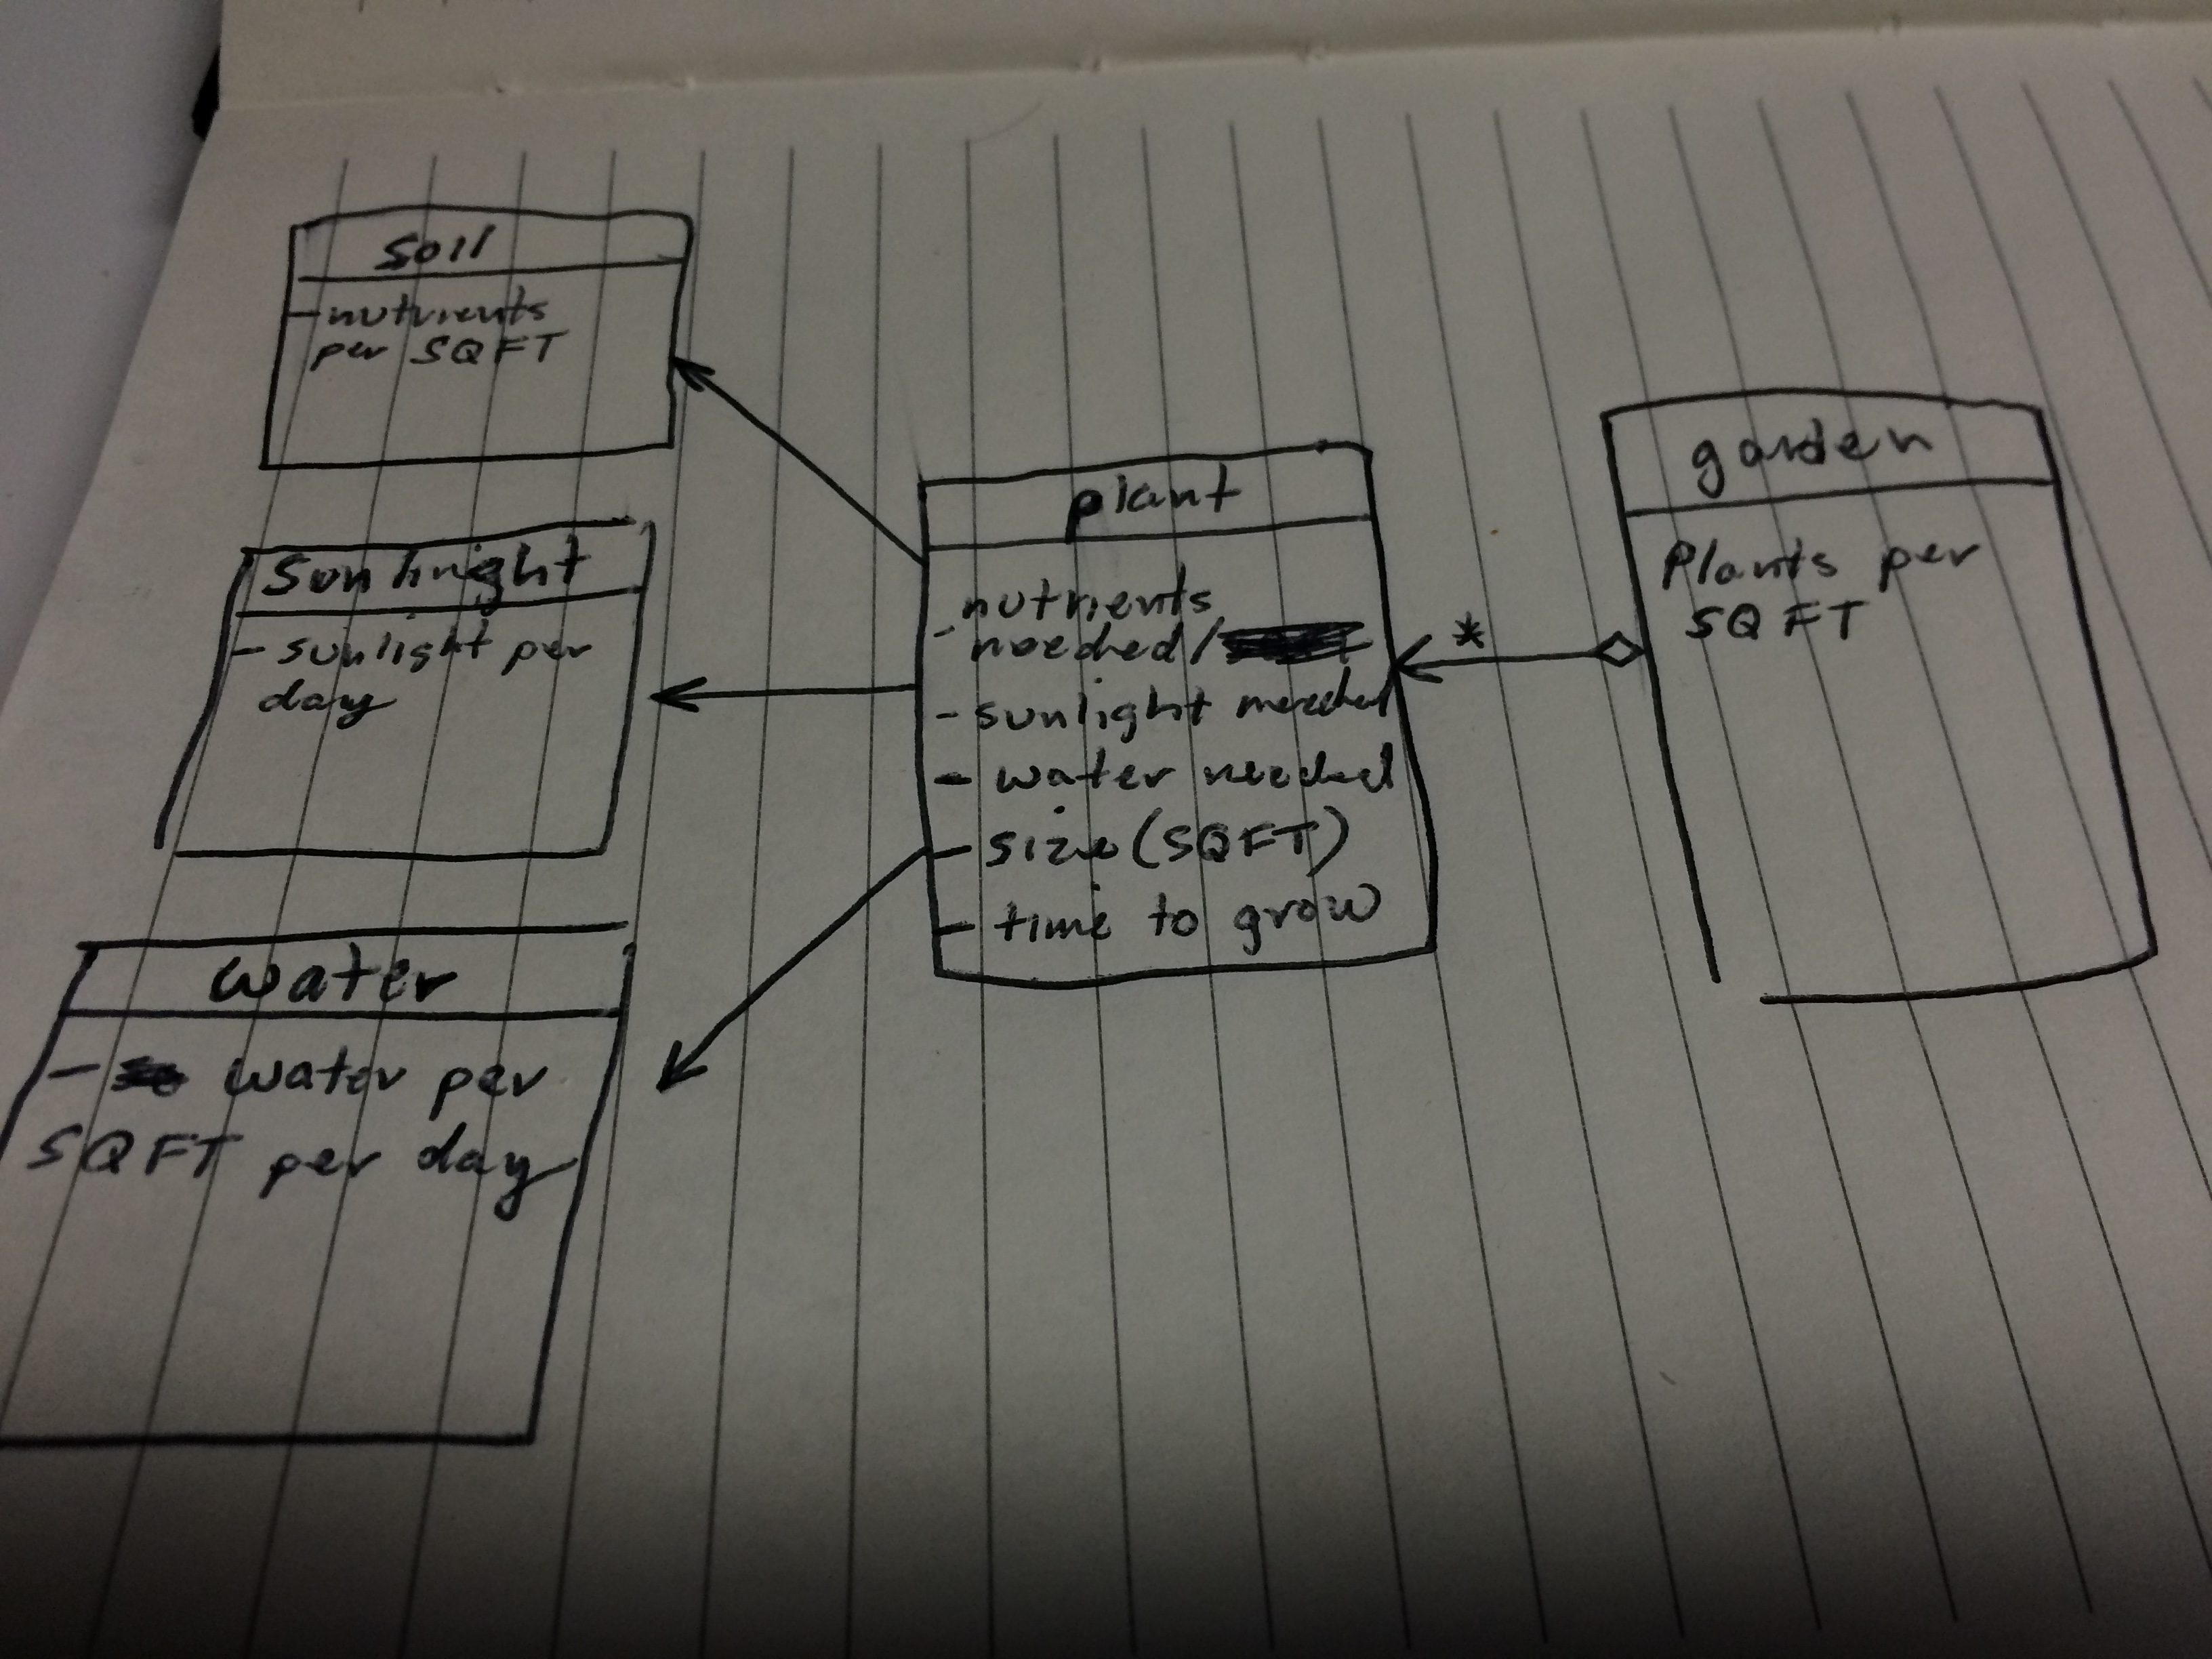 soil
- nutrients
per SQFT
Sunlinght
- sunlight per
day
water
- water per
SQFT per day
plant
- nutrients
needed/
- sunlight needed
- water needed
- size (SQFT)
- time to grow
*
garden
Plants per
SQFT